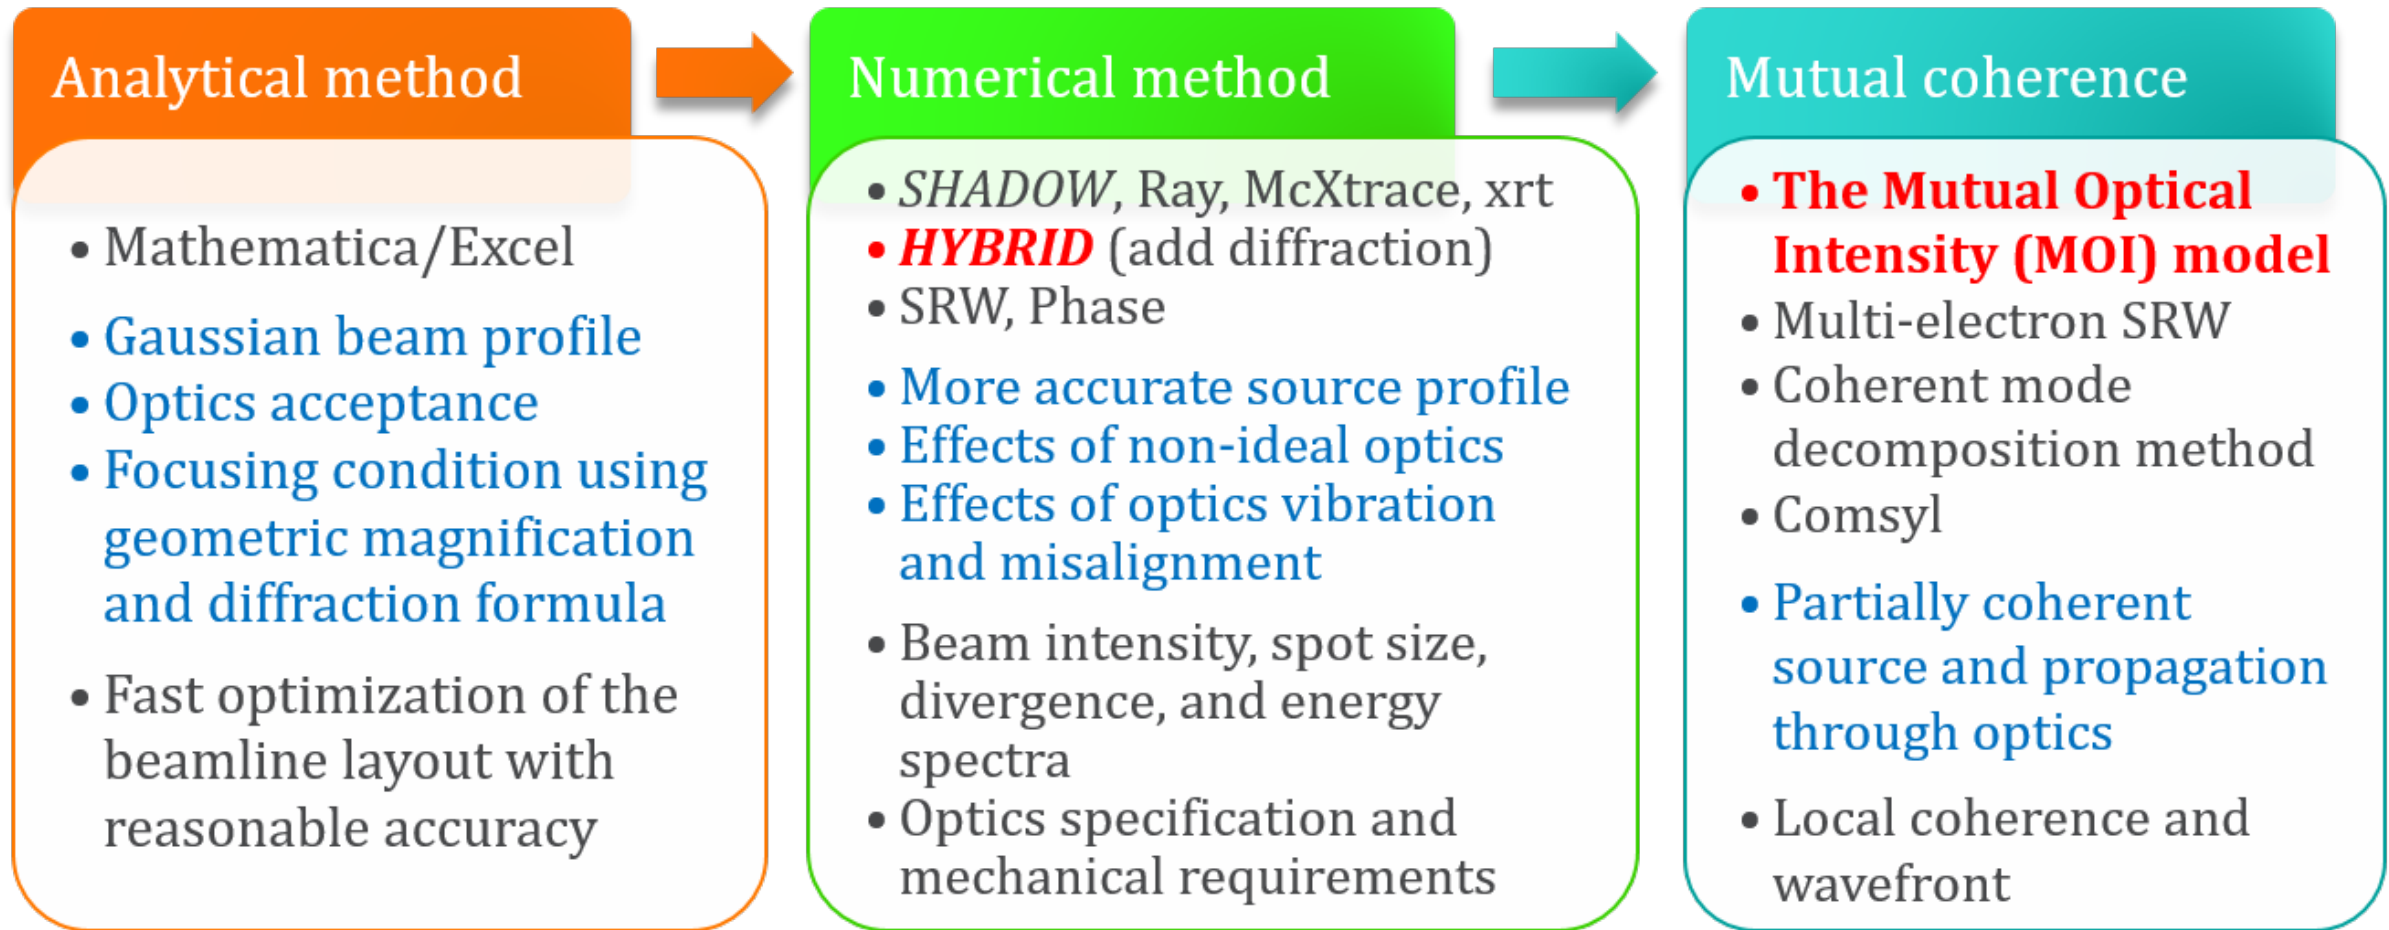 Analytical method
• Mathematica/Excel
• Gaussian beam profile
• Optics acceptance
• Focusing condition using
geometric magnification
and diffraction formula
• Fast optimization of the
beamline layout with
reasonable accuracy
Numerical method
• SHADOW, Ray, McXtrace, xrt
• HYBRID (add diffraction)
• SRW, Phase
• More accurate source profile
• Effects of non-ideal optics
• Effects of optics vibration
and misalignment
• Beam intensity, spot size,
divergence, and energy
spectra
• Optics specification and
mechanical requirements
Mutual coherence
• The Mutual Optical
Intensity (MOI) model
• Multi-electron SRW
• Coherent mode
decomposition method
• Comsyl
• Partially coherent
source and propagation
through optics
• Local coherence and
wavefront